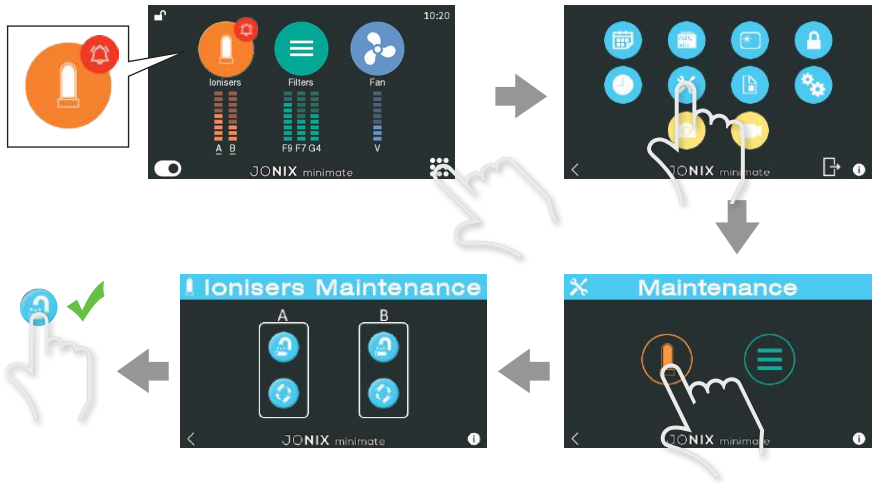 10:20
Ionisers Filters Fan
A B F9 F7 G4 V
JONIX minimate
JONIX minimate
Ionisers Maintenance
A B
JONIX minimate
Maintenance
JONIX minimate